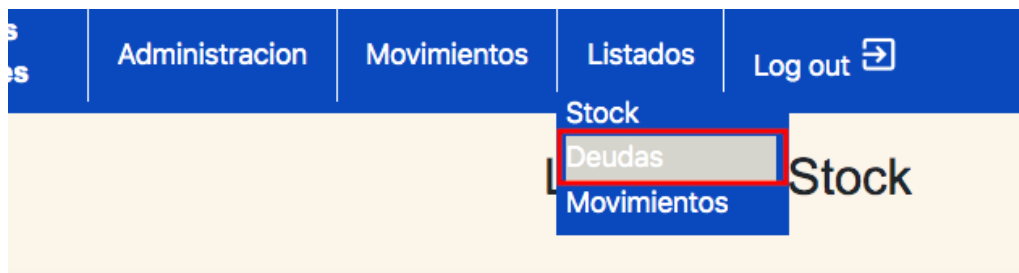 Administracion
Movimientos
Listados
Log out
Stock
Deudas
Movimientos
Stock